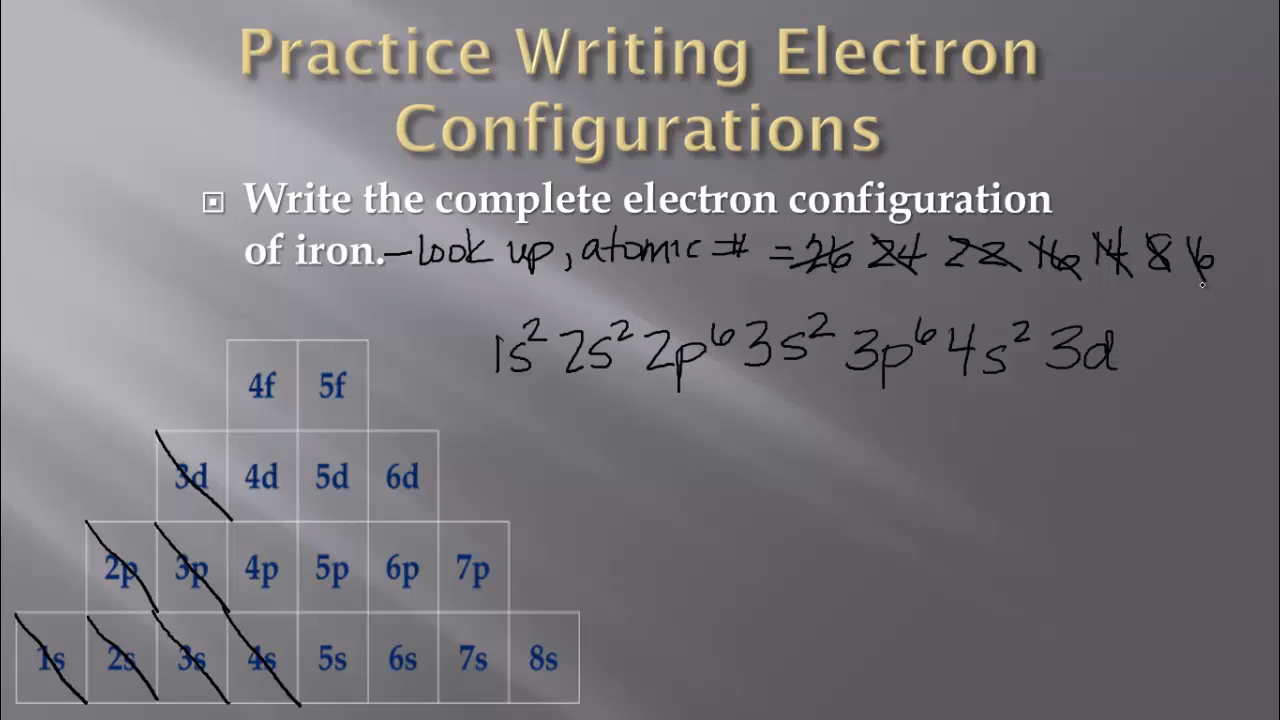 Practice Writing Electron
Configurations
Write the complete electron configuration
of iron. – look up, atomic # = 26 24 22 16 14 8 6
1s² 2s² 2p⁶ 3s² 3p⁶ 4s² 3d
4f 5f
3d 4d 5d 6d
2p 3p 4p 5p 6p 7p
1s 2s 3s 4s 5s 6s 7s 8s